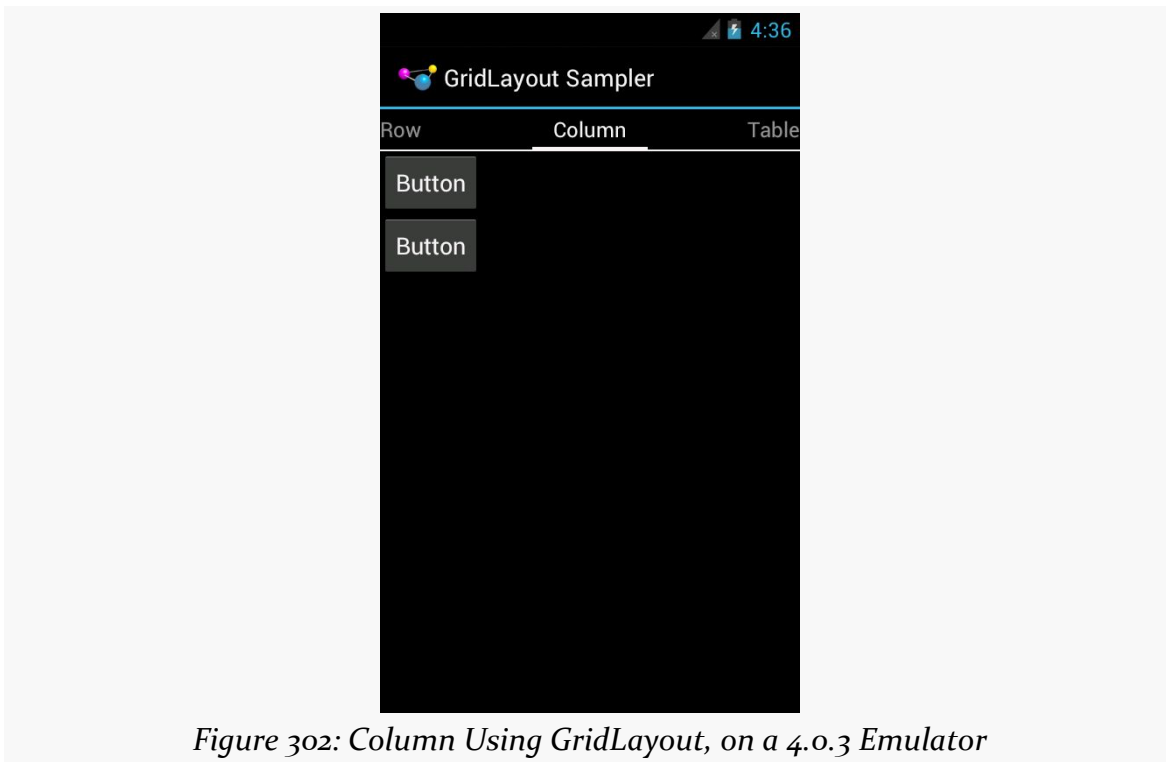 4:36
GridLayout Sampler
Row Column Table
Button
Button
Figure 302: Column Using GridLayout, on a 4.0.3 Emulator